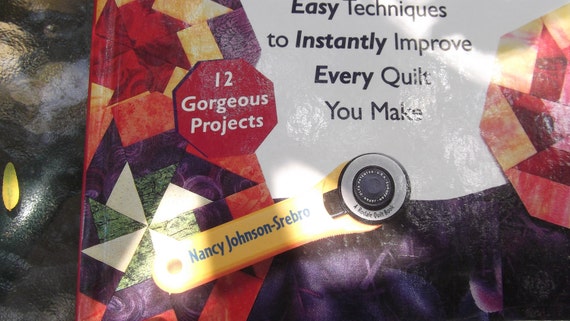 Easy Techniques
to Instantly Improve
Every Quilt
You Make
12
Gorgeous
Projects
Nancy Johnson-Srebro